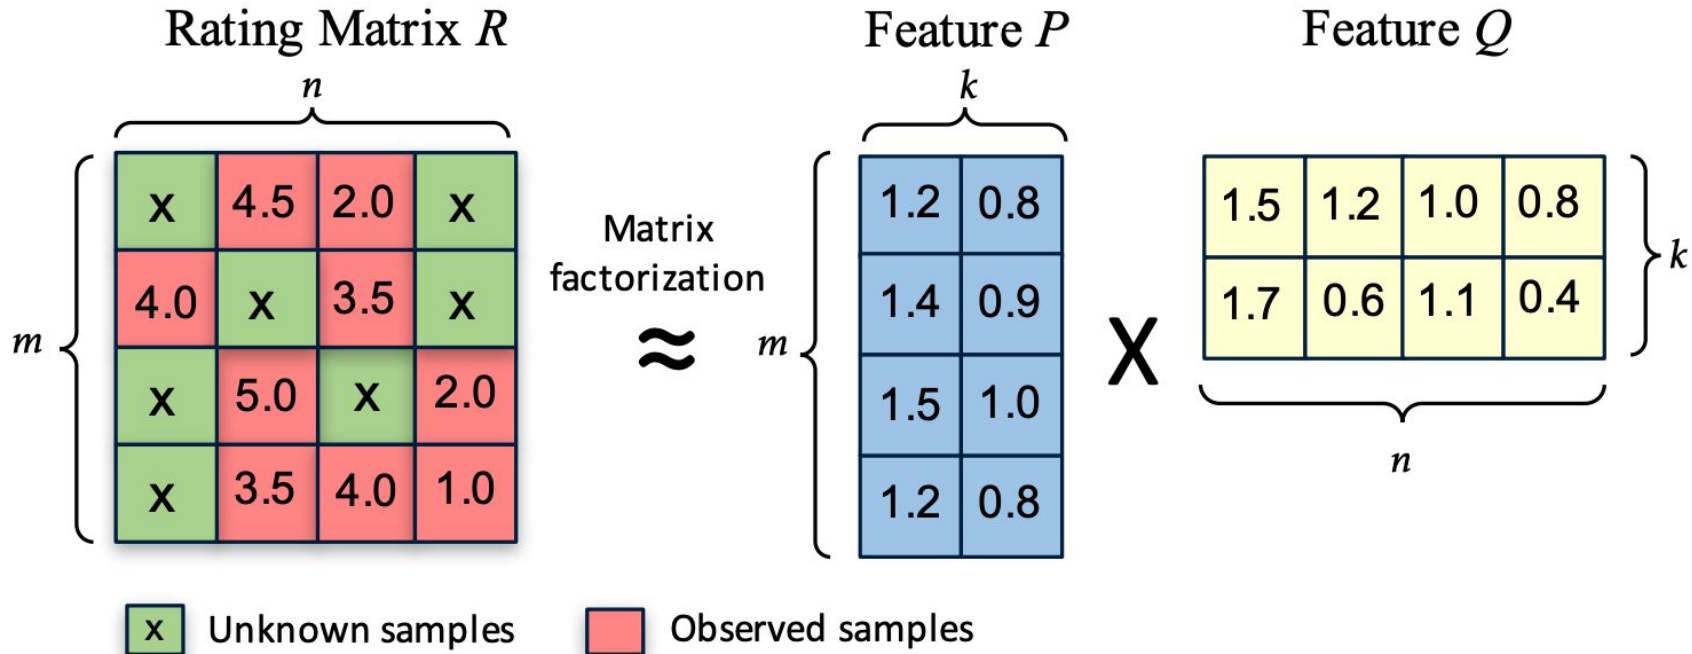 Rating Matrix R
Feature P
Feature Q
n
k
m
x 4.5 2.0 x
4.0 x 3.5 x
x 5.0 x 2.0
x 3.5 4.0 1.0
Matrix
factorization
≈
m
1.2 0.8
1.4 0.9
1.5 1.0
1.2 0.8
X
1.5 1.2 1.0 0.8
1.7 0.6 1.1 0.4
k
n
x Unknown samples
Observed samples